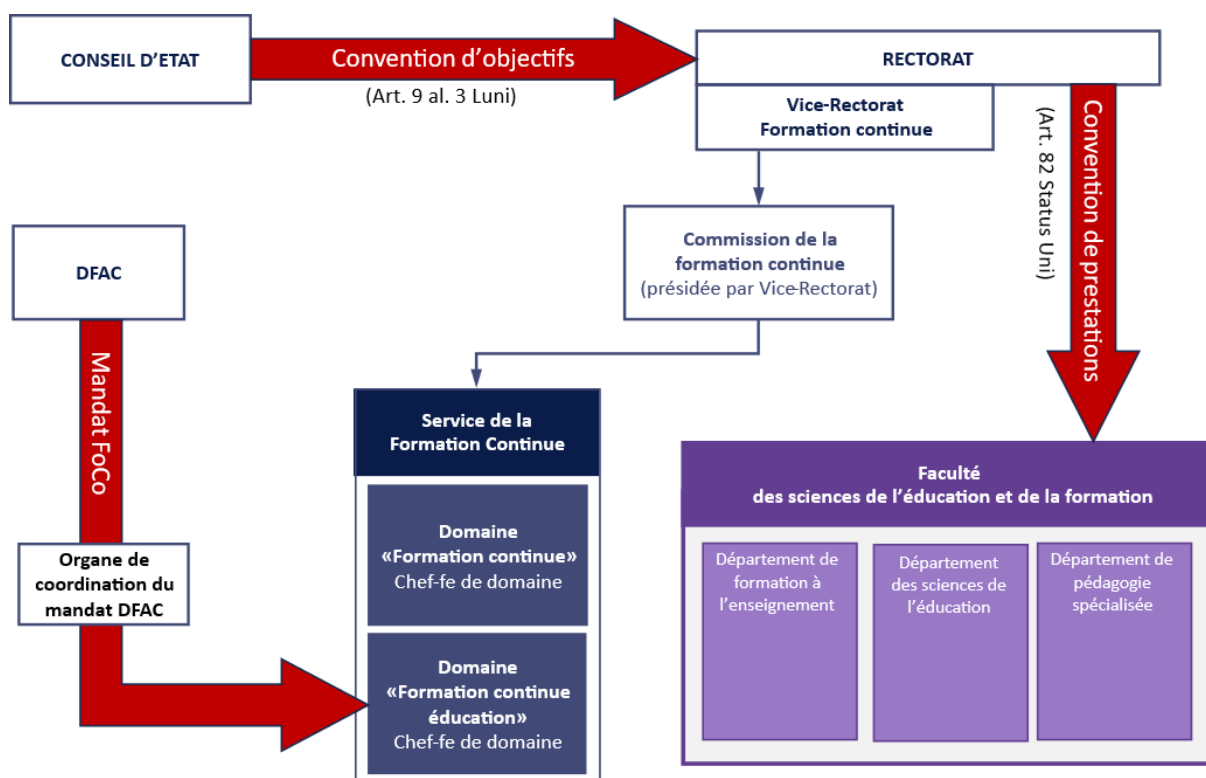 CONSEIL D'ETAT
Convention d'objectifs
(Art. 9 al. 3 Luni)
RECTORAT
Vice-Rectorat
Formation continue
Convention de prestations
(Art. 82 Status Uni)
Commission de la
formation continue
(présidée par Vice-Rectorat)
DFAC
Mandat FoCo
Organe de
coordination du
mandat DFAC
Service de la
Formation Continue
Domaine
«Formation continue»
Chef-fe de domaine
Domaine
«Formation continue
éducation»
Chef-fe de domaine
Faculté
des sciences de l'éducation et de la formation
Département de
formation à
l'enseignement
Département
des sciences de
l'éducation
Département de
pédagogie
spécialisée